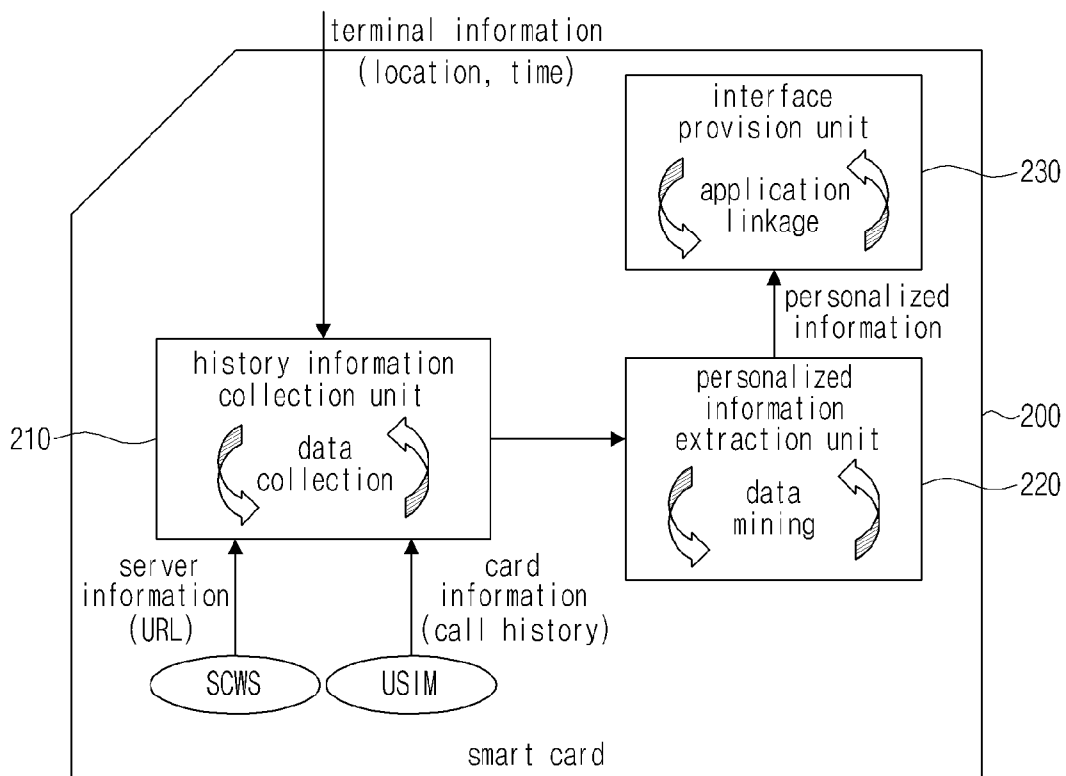 terminal information
(location, time)
interface
provision unit
application
linkage
230
personalized
information
history information
collection unit
data
collection
210
personalized
information
extraction unit
data
mining
200
220
server
information
(URL)
card
information
(call history)
SCWS
USIM
smart card